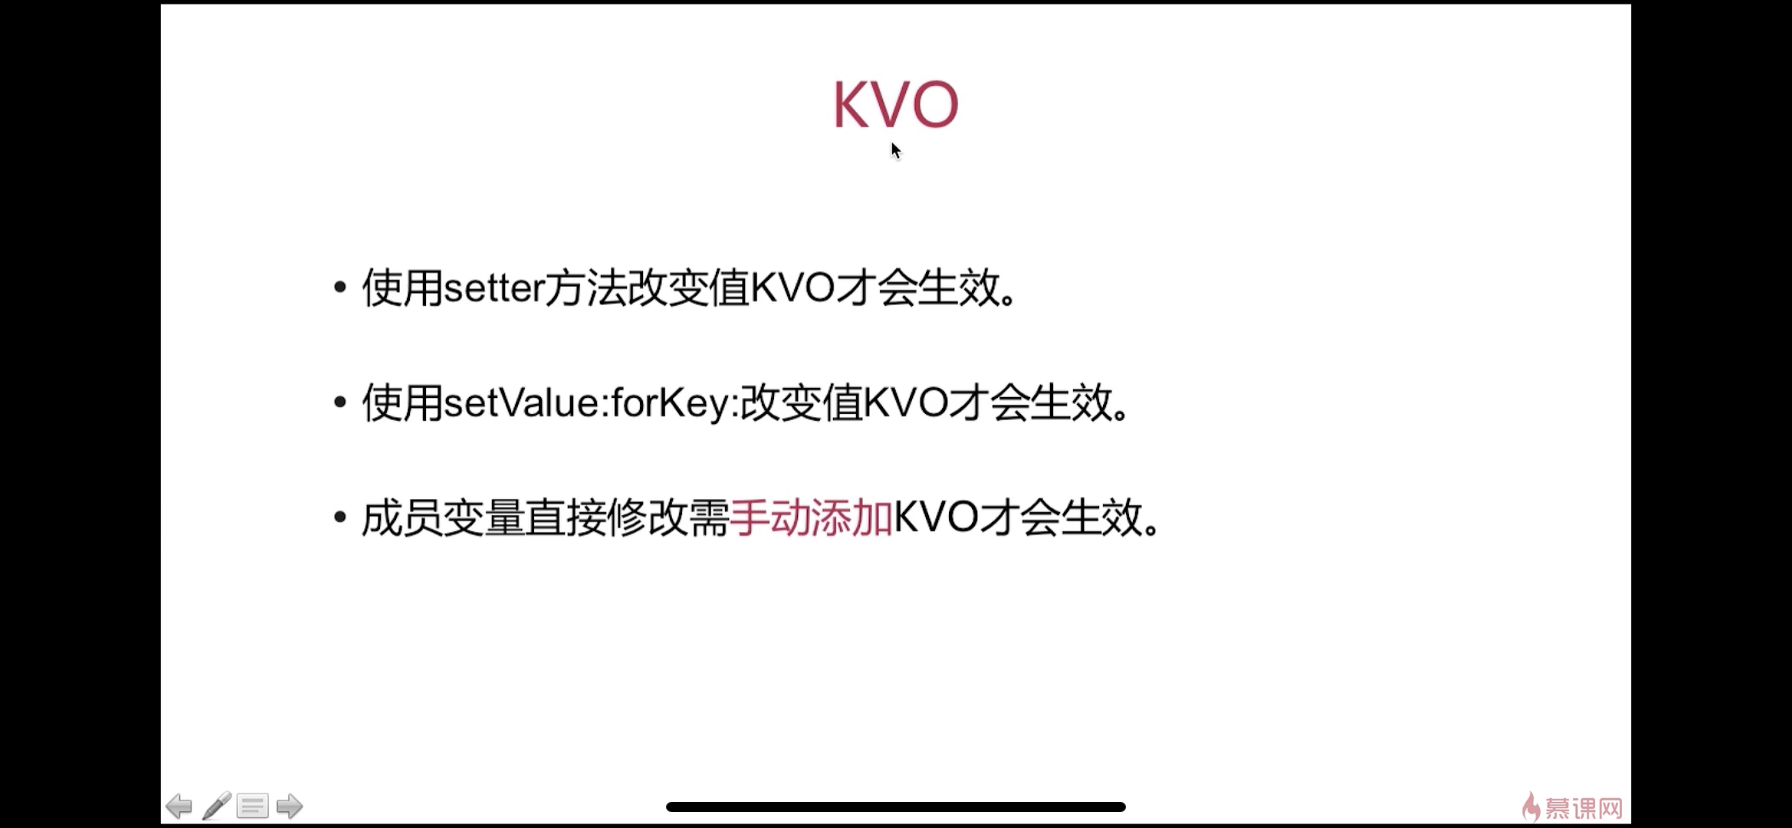 KVO
• 使用setter方法改变值KVO才会生效。
• 使用setValue:forKey:改变值KVO才会生效。
• 成员变量直接修改需手动添加KVO才会生效。
慕课网